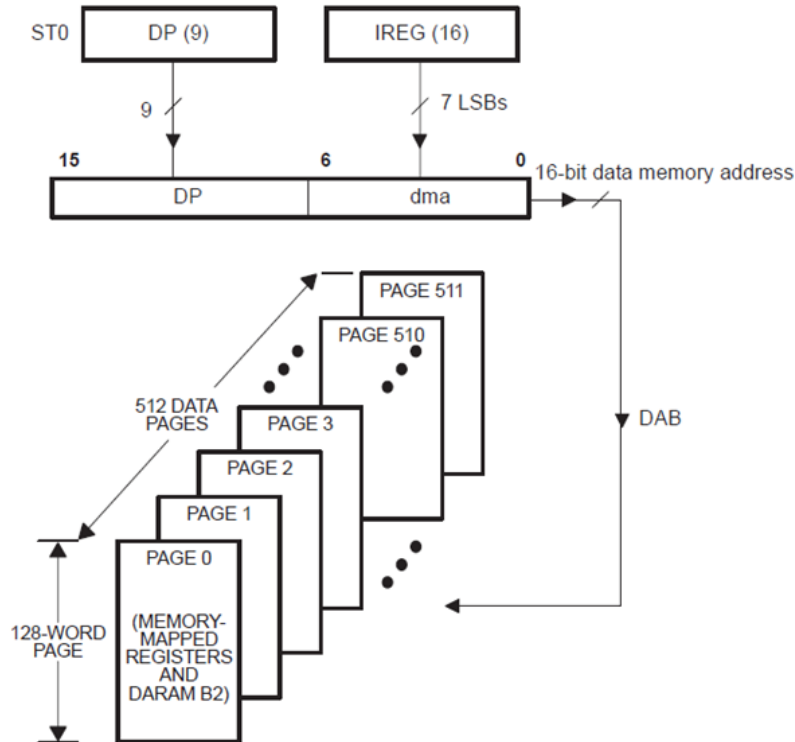 ST0
DP (9)
IREG (16)
9
7 LSBs
15
6
0
16-bit data memory address
DP
dma
PAGE 511
PAGE 510
512 DATA
PAGES
PAGE 3
DAB
PAGE 2
PAGE 1
PAGE 0
128-WORD
PAGE
(MEMORY-
MAPPED
REGISTERS
AND
DARAM B2)